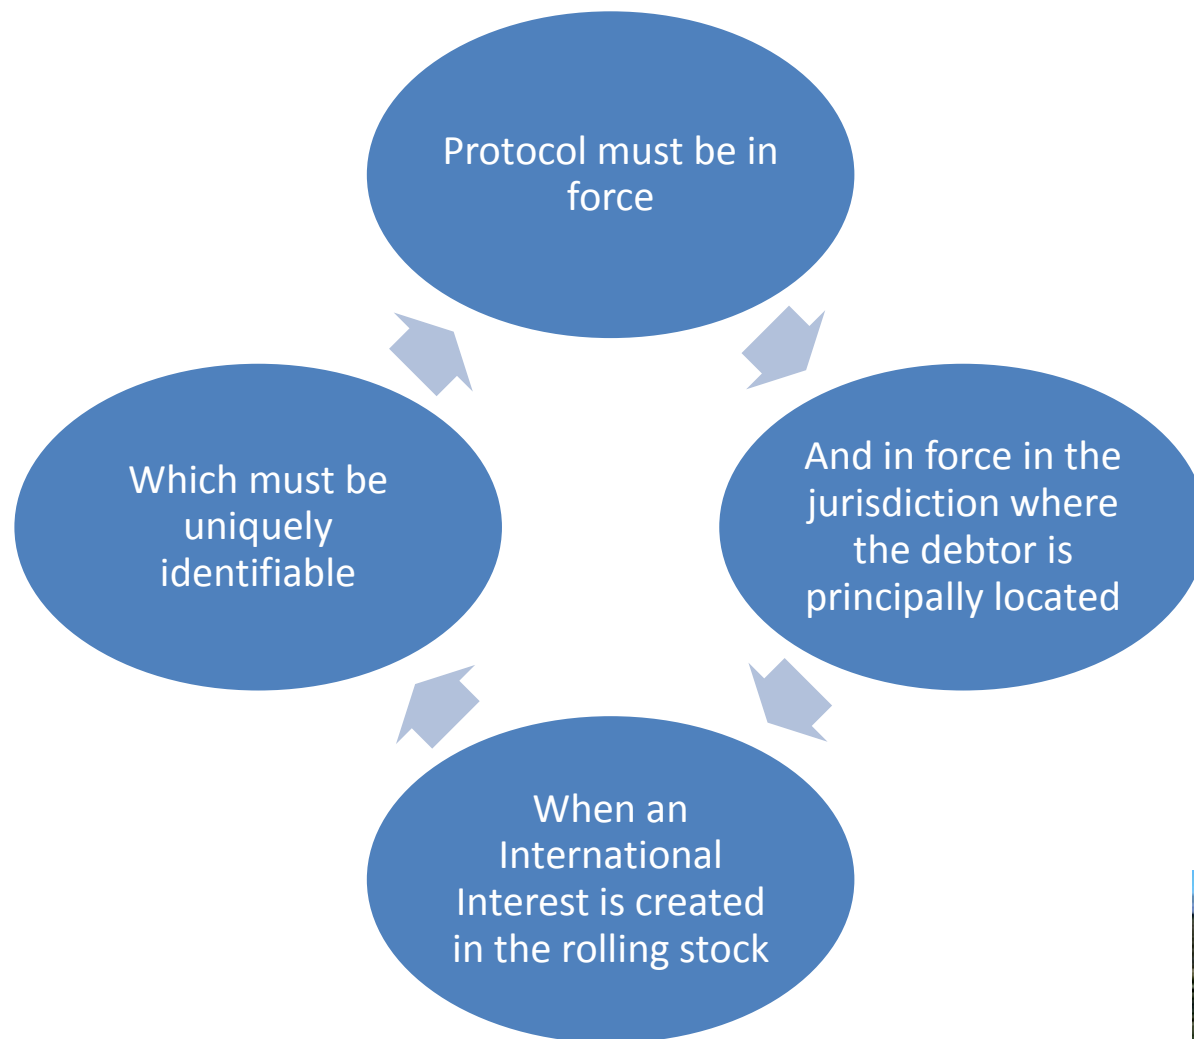 Protocol must be in
force
And in force in the
jurisdiction where
the debtor is
principally located
When an
International
Interest is created
in the rolling stock
Which must be
uniquely
identifiable